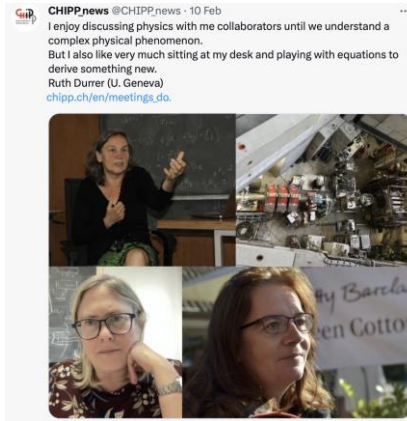 CHIPP_news @CHIPP_news · 10 Feb
I enjoy discussing physics with me collaborators until we understand a
complex physical phenomenon.
But I also like very much sitting at my desk and playing with equations to
derive something new.
Ruth Durrer (U. Geneva)
chipp.ch/en/meetings_do.
ty Barcla
en Cotto